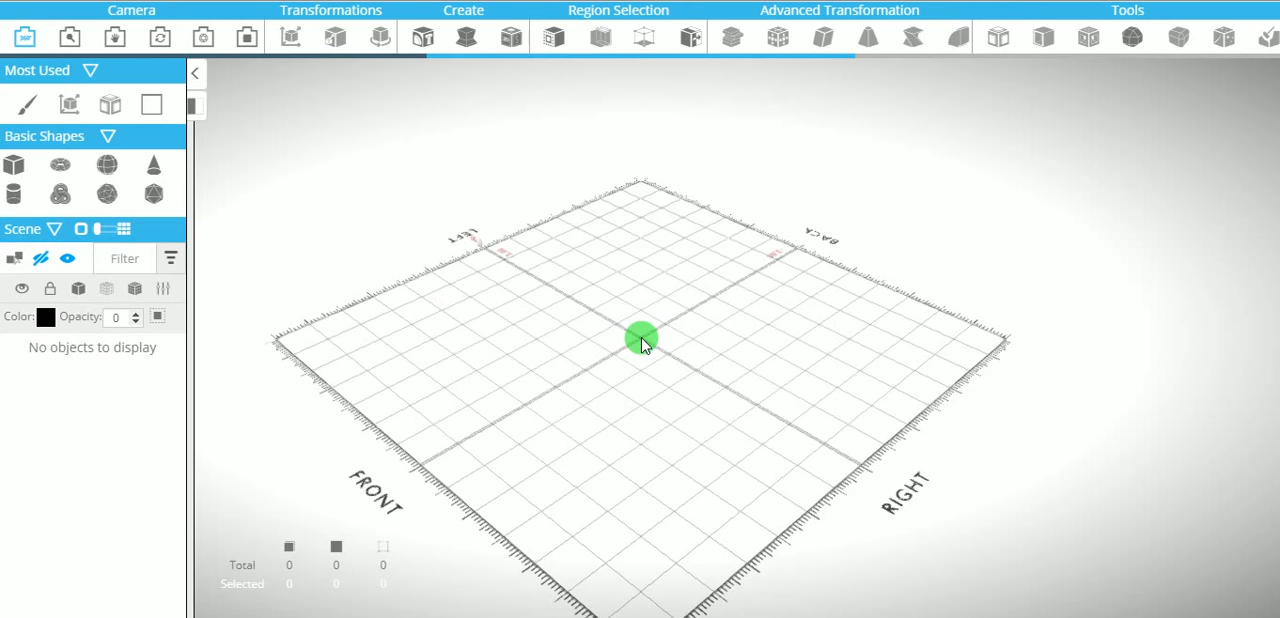 Camera Transformations Create Region Selection Advanced Transformation Tools
360°
Most Used
Basic Shapes
Scene
Filter
Color: Opacity: 0
No objects to display
LEFT BACK
FRONT RIGHT
Total 0 0 0
Selected 0 0 0